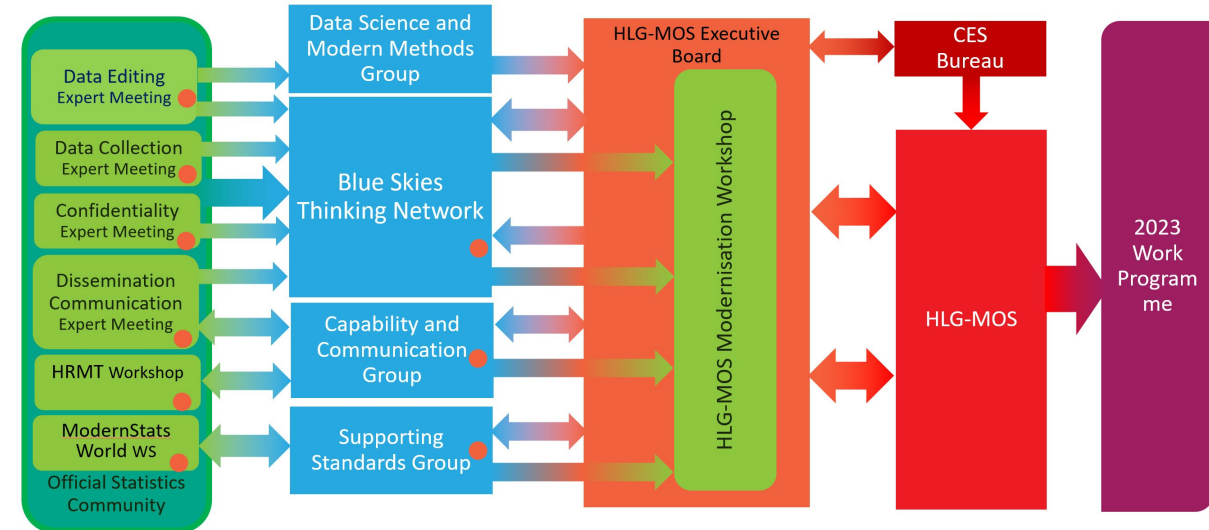 Data Editing
Expert Meeting
Data Collection
Expert Meeting
Confidentiality
Expert Meeting
Dissemination
Communication
Expert Meeting
HRMT Workshop
ModernStats
World WS
Official Statistics
Community
Data Science and
Modern Methods
Group
Blue Skies
Thinking Network
Capability and
Communication
Group
Supporting
Standards Group
HLG-MOS Executive
Board
HLG-MOS Modernisation Workshop
CES
Bureau
HLG-MOS
2023
Work
Program
me